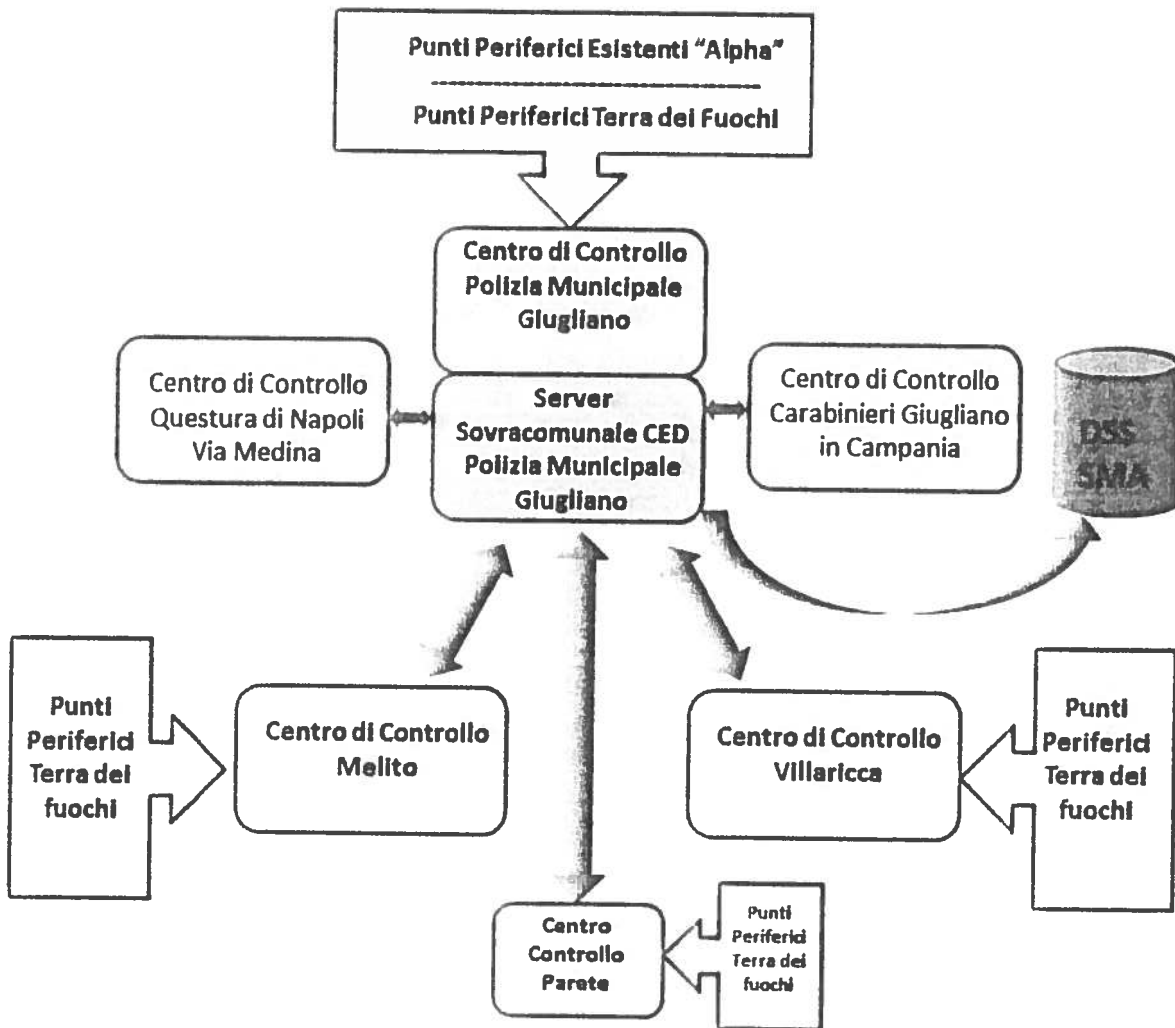 Punti Periferici Esistenti “Alpha”
Punti Periferici Terra dei Fuochi
Centro di Controllo
Polizia Municipale
Giugliano
Centro di Controllo
Questura di Napoli
Via Medina
Server
Sovracomunale CED
Polizia Municipale
Giugliano
Centro di Controllo
Carabinieri Giugliano
in Campania
DSS
SMA
Punti
Periferici
Terra dei
fuochi
Centro di Controllo
Melito
Centro di Controllo
Villaricca
Punti
Periferici
Terra dei
fuochi
Centro
Controllo
Parete
Punti
Periferici
Terra dei
fuochi